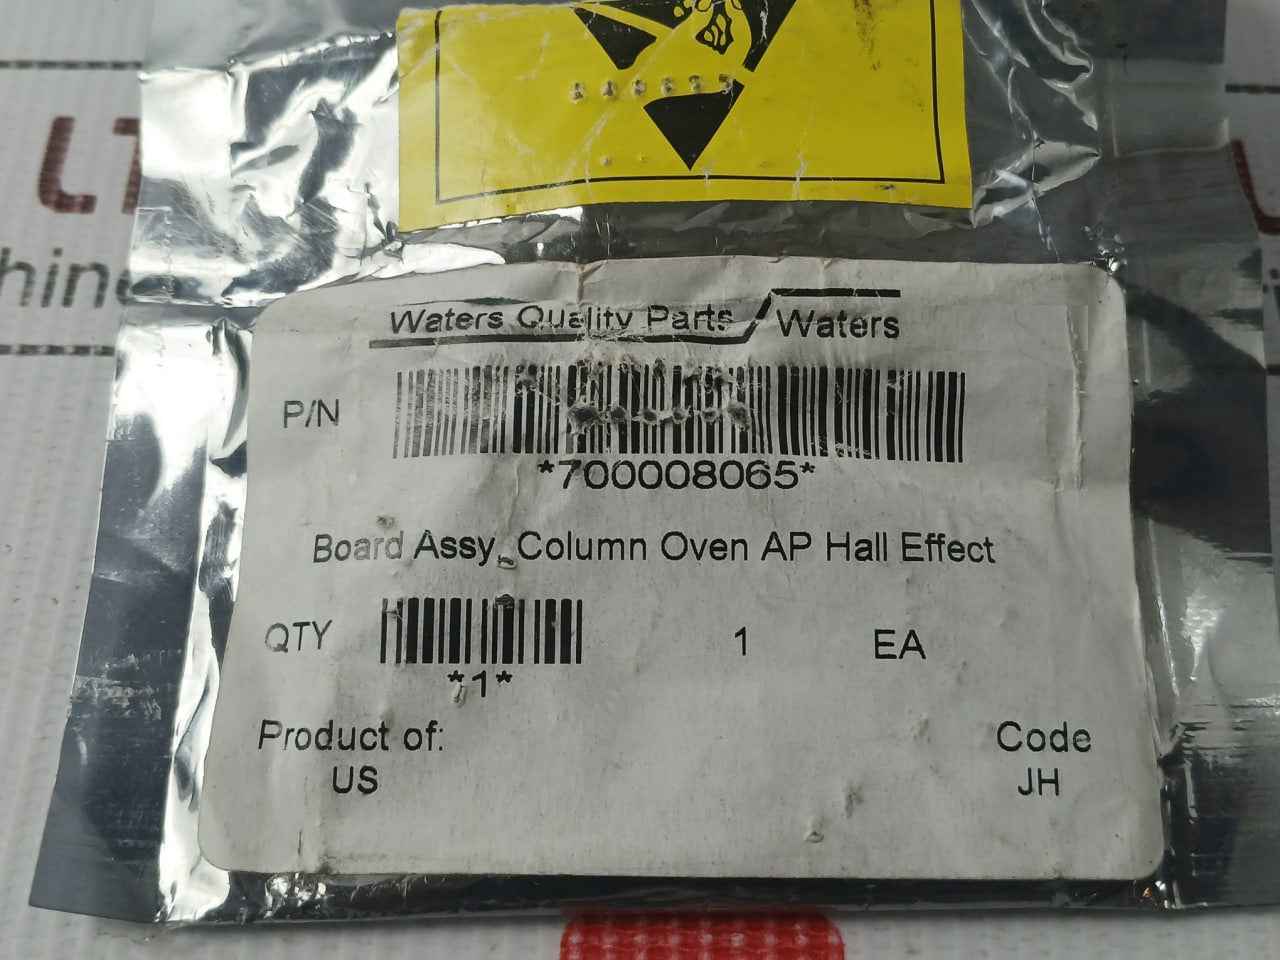 Waters Quality Parts Waters
P/N
*700008065*
Board Assy, Column Oven AP Hall Effect
QTY 1 EA
*1*
Product of: Code
US JH